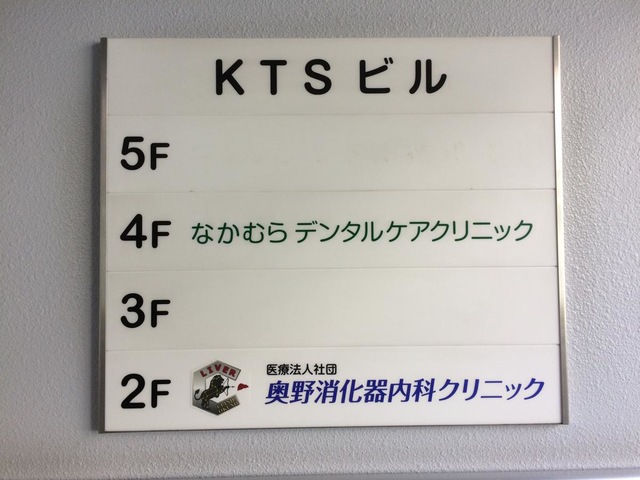 KTSビル
5F
4F なかむら デンタルケアクリニック
3F
2F LIVER 医療法人社団
奥野消化器内科クリニック